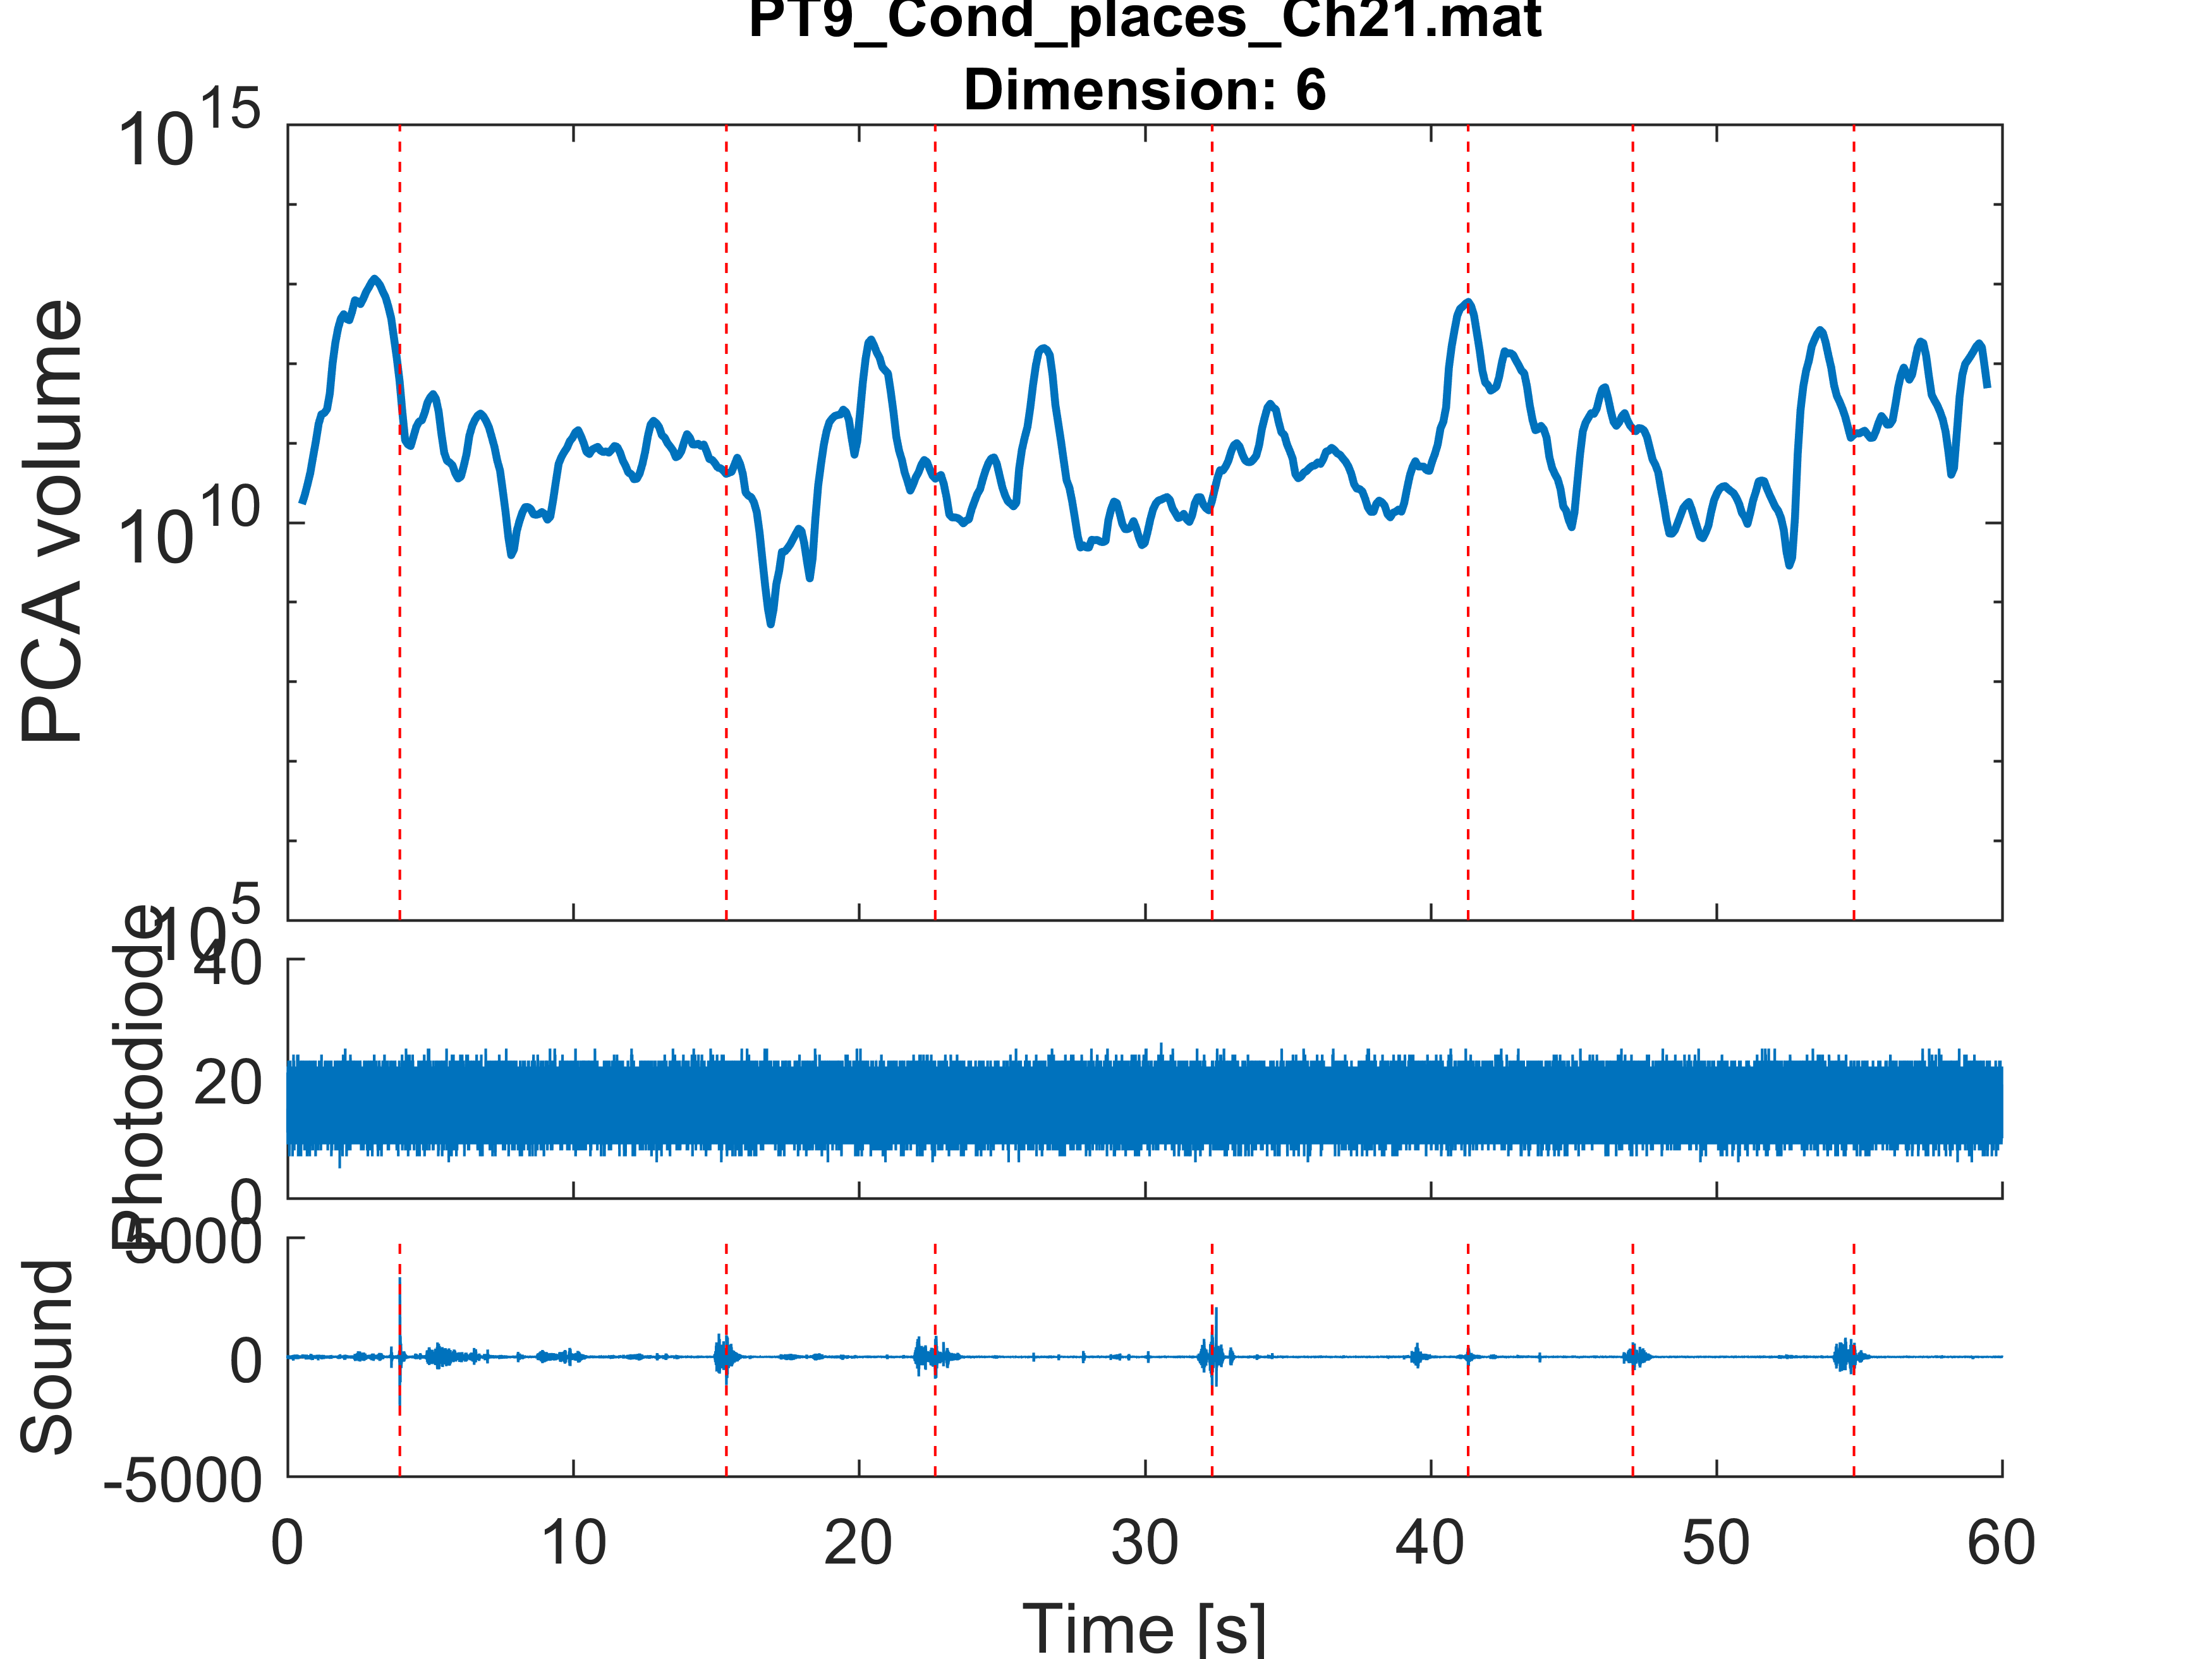 PT9_Cond_places_Ch21.mat
Dimension: 6
10^15
10^10
10^5
PCA volume
40
20
0
Photodiode
5000
0
-5000
Sound
0 10 20 30 40 50 60
Time [s]